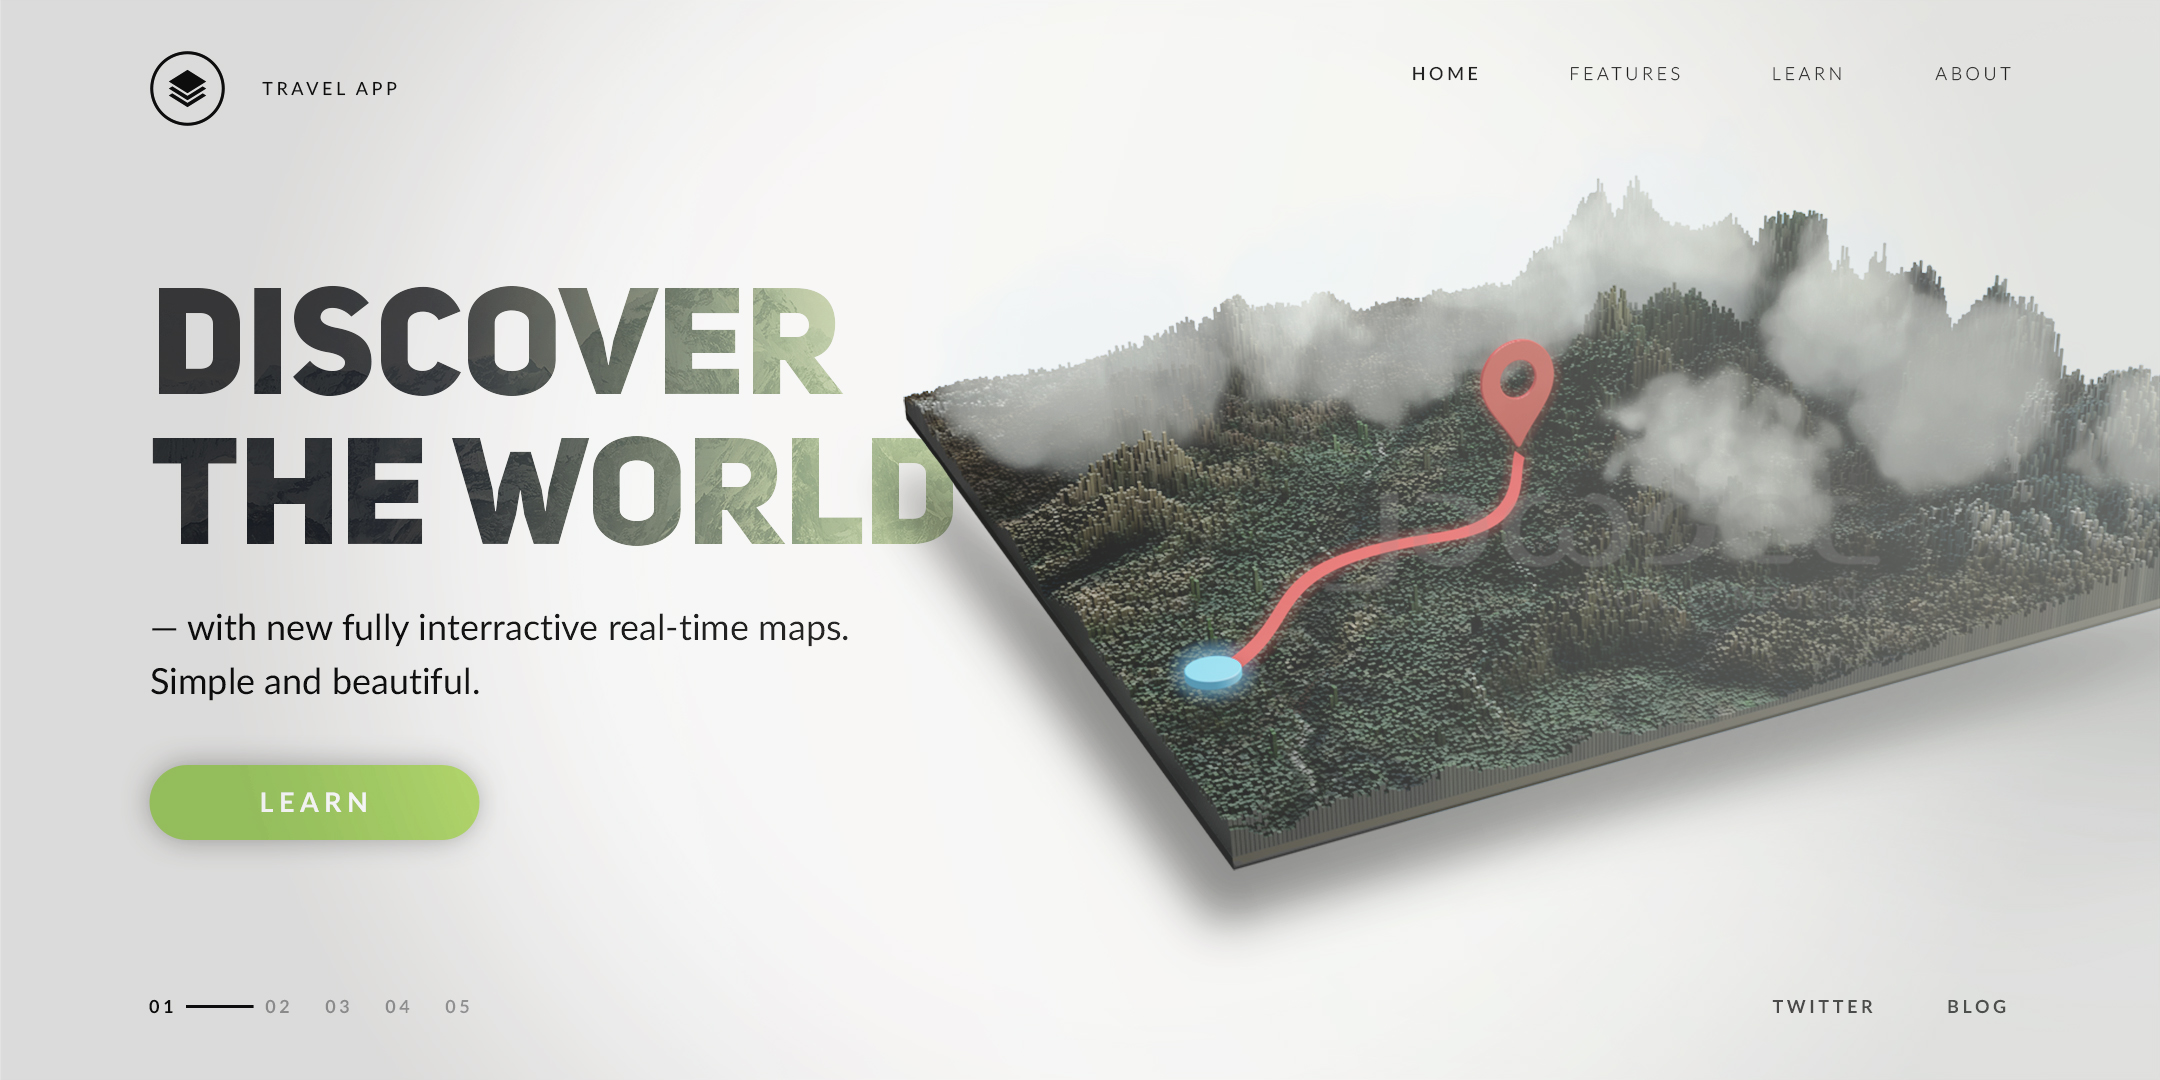 TRAVEL APP
HOME FEATURES LEARN ABOUT
DISCOVER
THE WORLD
— with new fully interractive real-time maps.
Simple and beautiful.
LEARN
01 02 03 04 05
TWITTER BLOG